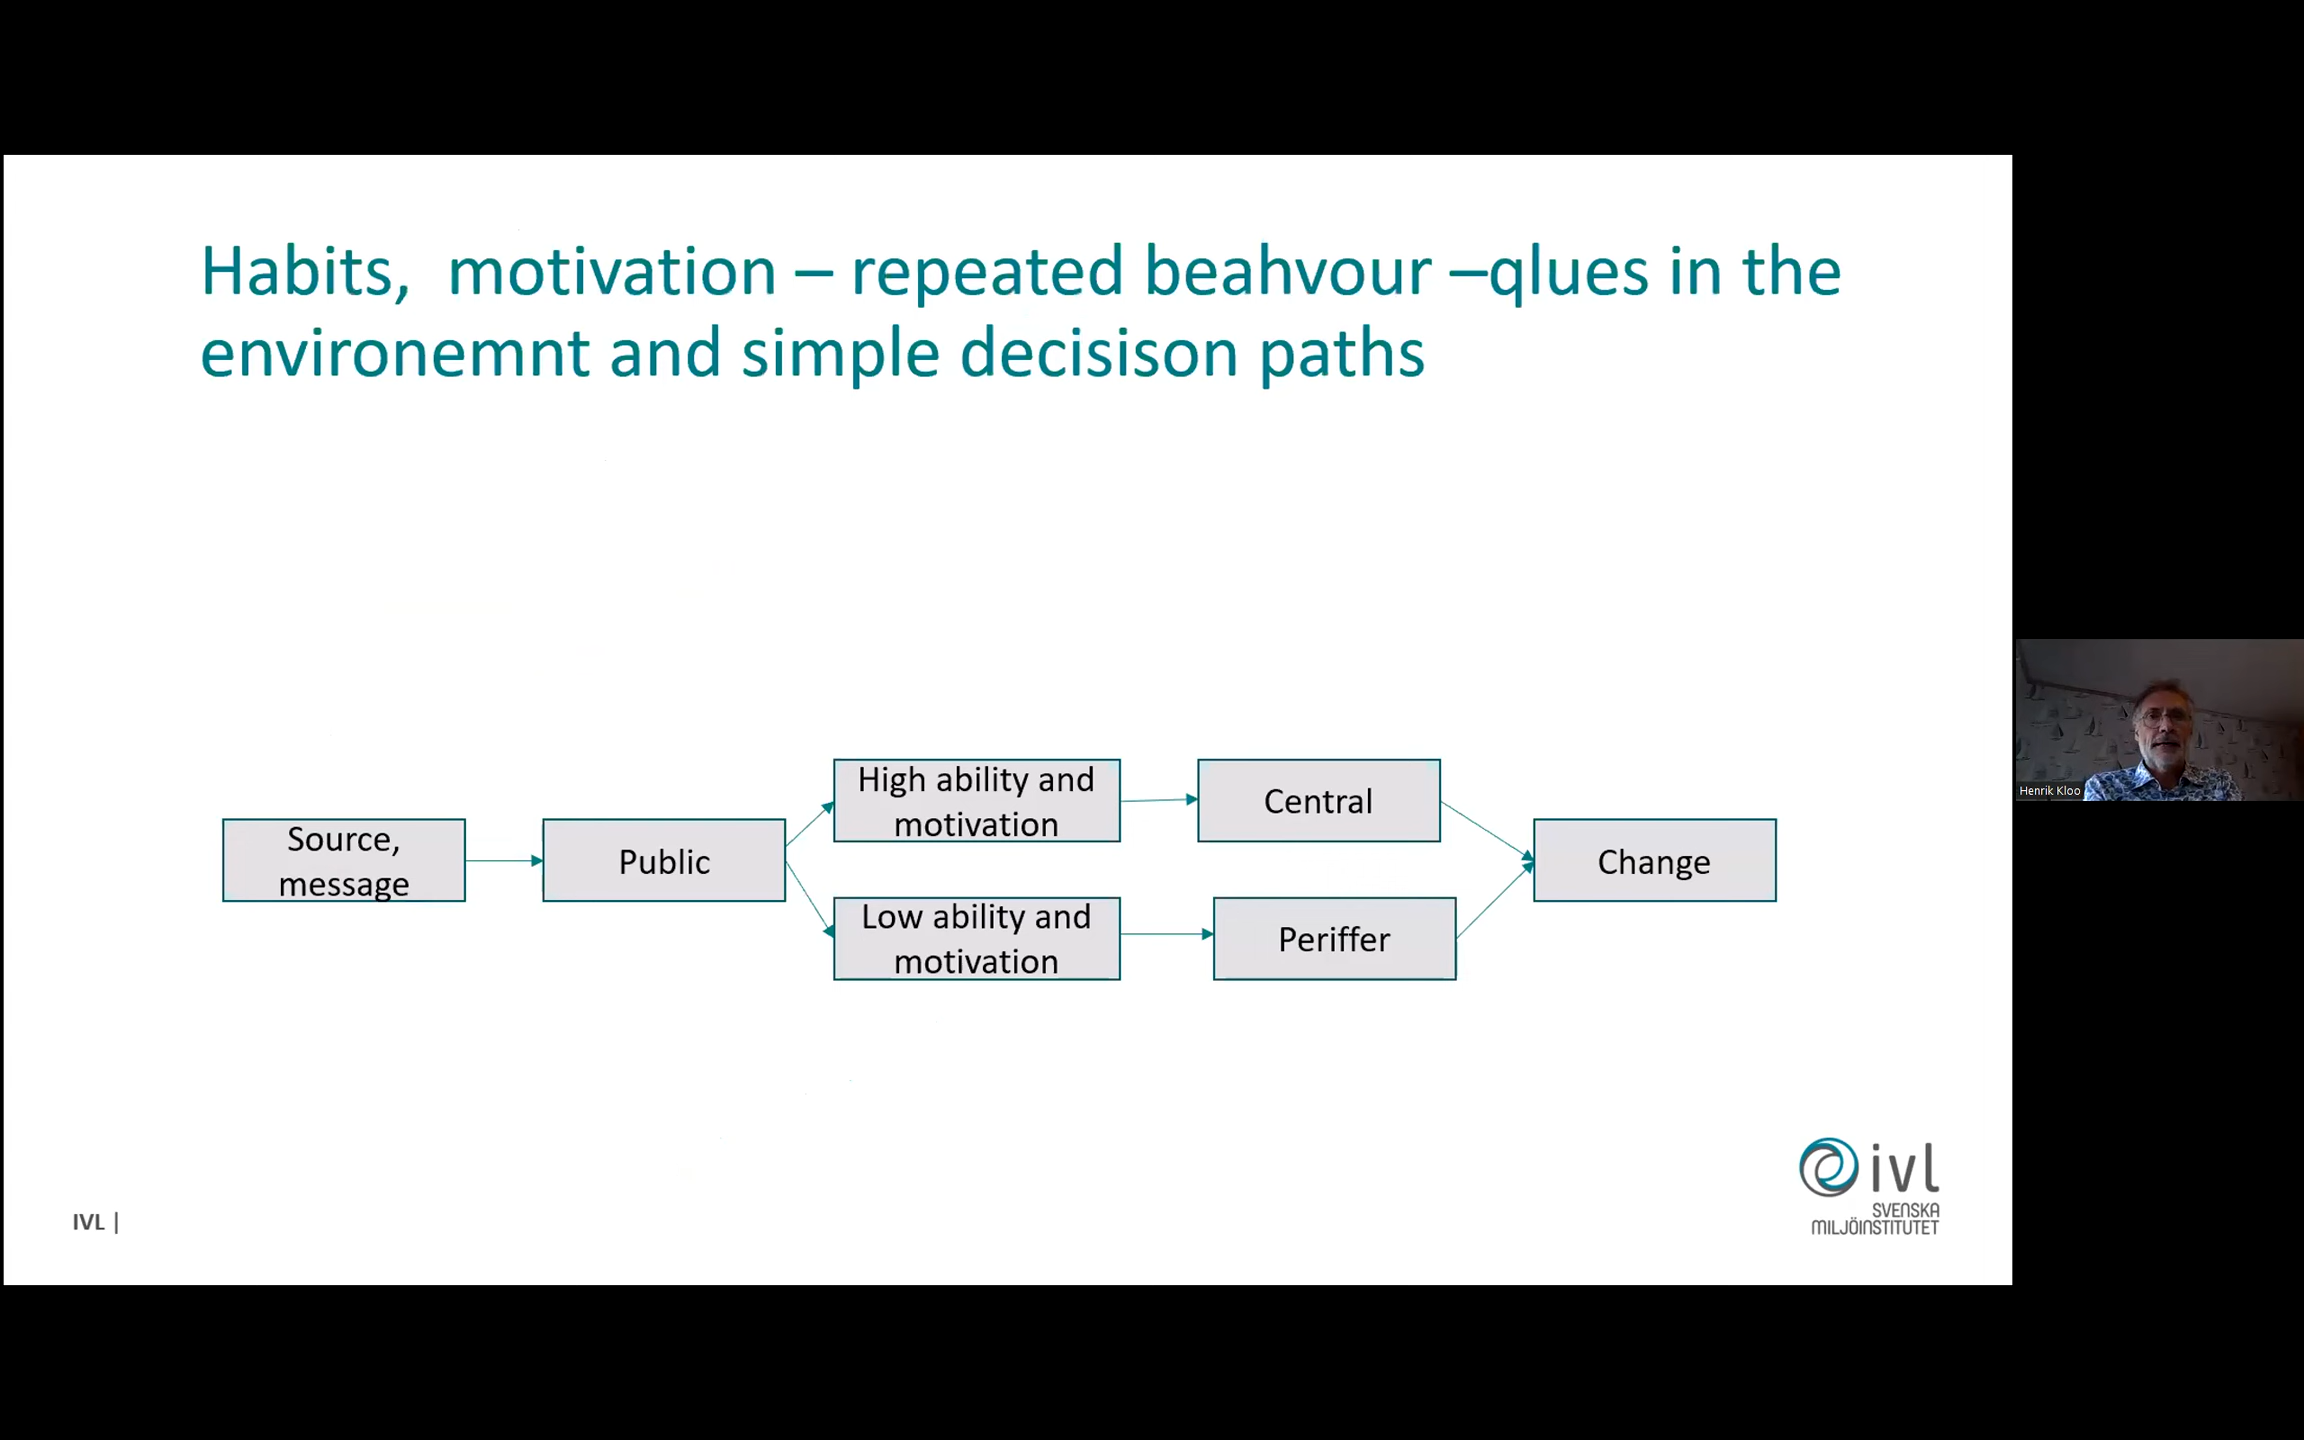 Habits,  motivation – repeated beahvour –qlues in the
environemnt and simple decisison paths
Source,
message
Public
High ability and
motivation
Low ability and
motivation
Central
Periffer
Change
Henrik Kloo
IVL |
ivl
SVENSKA
MILJÖINSTITUTET